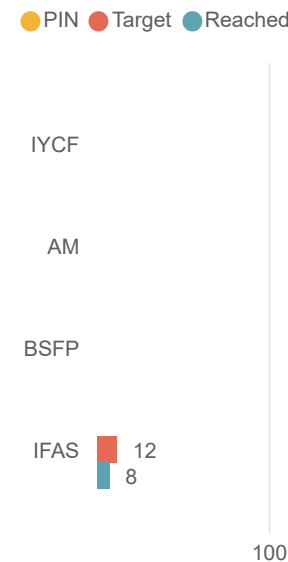 PIN Target Reached
IYCF
AM
BSFP
IFAS 12
8
100